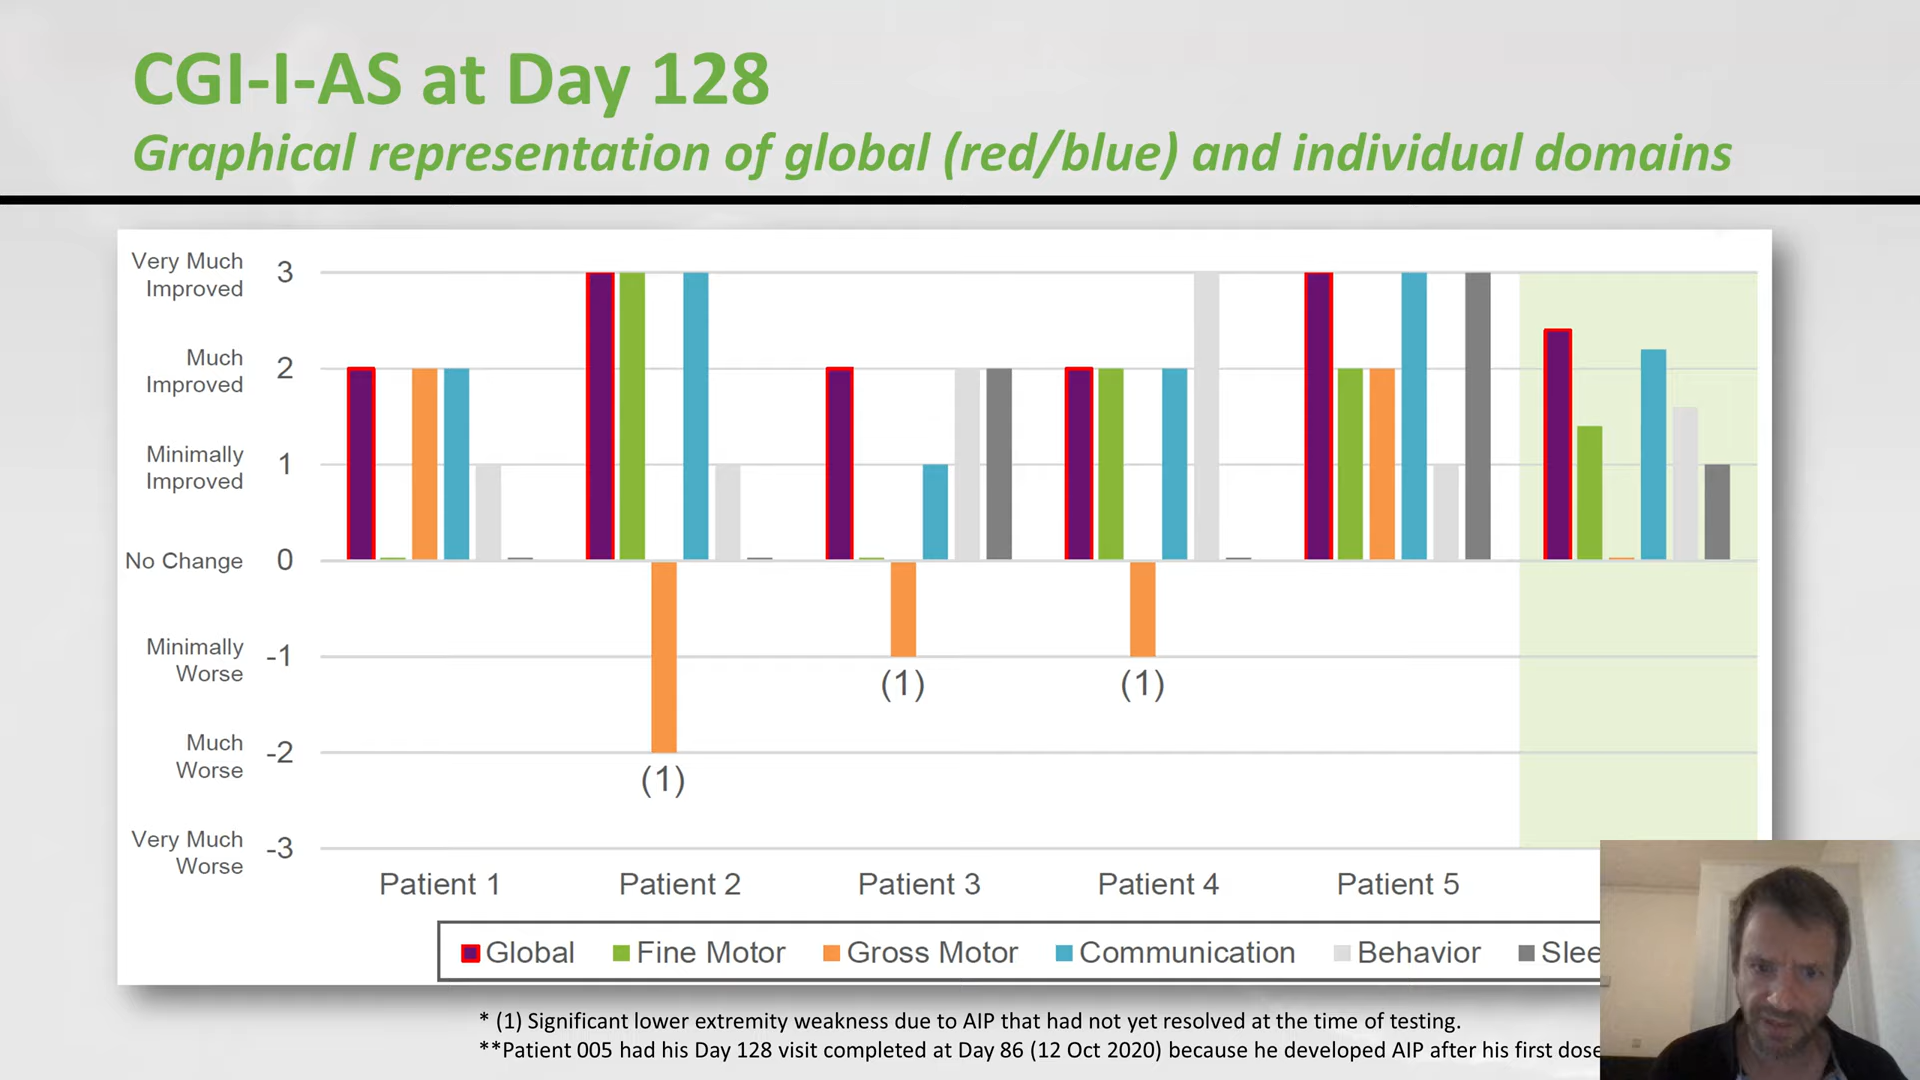 CGI-I-AS at Day 128
Graphical representation of global (red/blue) and individual domains
Very Much
Improved
3
Much
Improved
2
Minimally
Improved
1
No Change
0
Minimally
Worse
-1
Much
Worse
-2
Very Much
Worse
-3
(1)
(1)
(1)
Patient 1
Patient 2
Patient 3
Patient 4
Patient 5
Global
Fine Motor
Gross Motor
Communication
Behavior
Slee
* (1) Significant lower extremity weakness due to AIP that had not yet resolved at the time of testing.
**Patient 005 had his Day 128 visit completed at Day 86 (12 Oct 2020) because he developed AIP after his first dose